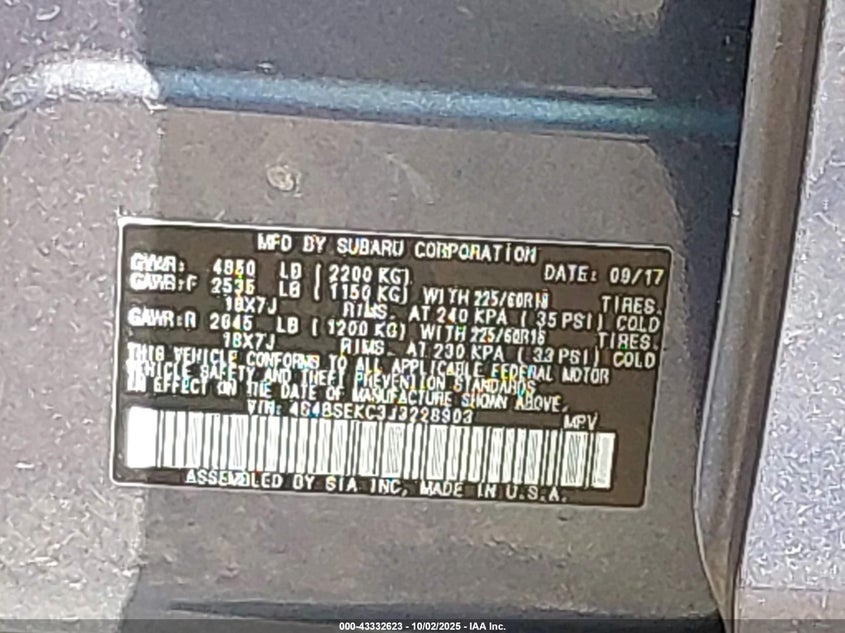 MFD BY SUBARU CORPORATION
GVWR: 4850 LB (2200 KG) DATE: 09/17
GAWR:F 2535 LB (1150 KG) WITH 225/60R18 TIRES.
18X7J RIMS. AT 240 KPA (35 PSI) COLD
GAWR:R 2645 LB (1200 KG) WITH 225/60R18 TIRES.
18X7J RIMS. AT 230 KPA (33 PSI) COLD
THIS VEHICLE CONFORMS TO ALL APPLICABLE FEDERAL MOTOR
VEHICLE SAFETY AND THEFT PREVENTION STANDARDS
IN EFFECT ON THE DATE OF MANUFACTURE SHOWN ABOVE.
VIN: 4S4BSEKC3J3228903 MPV
ASSEMBLED BY SIA INC, MADE IN U.S.A.
000-43332623 - 10/02/2025 - IAA Inc.